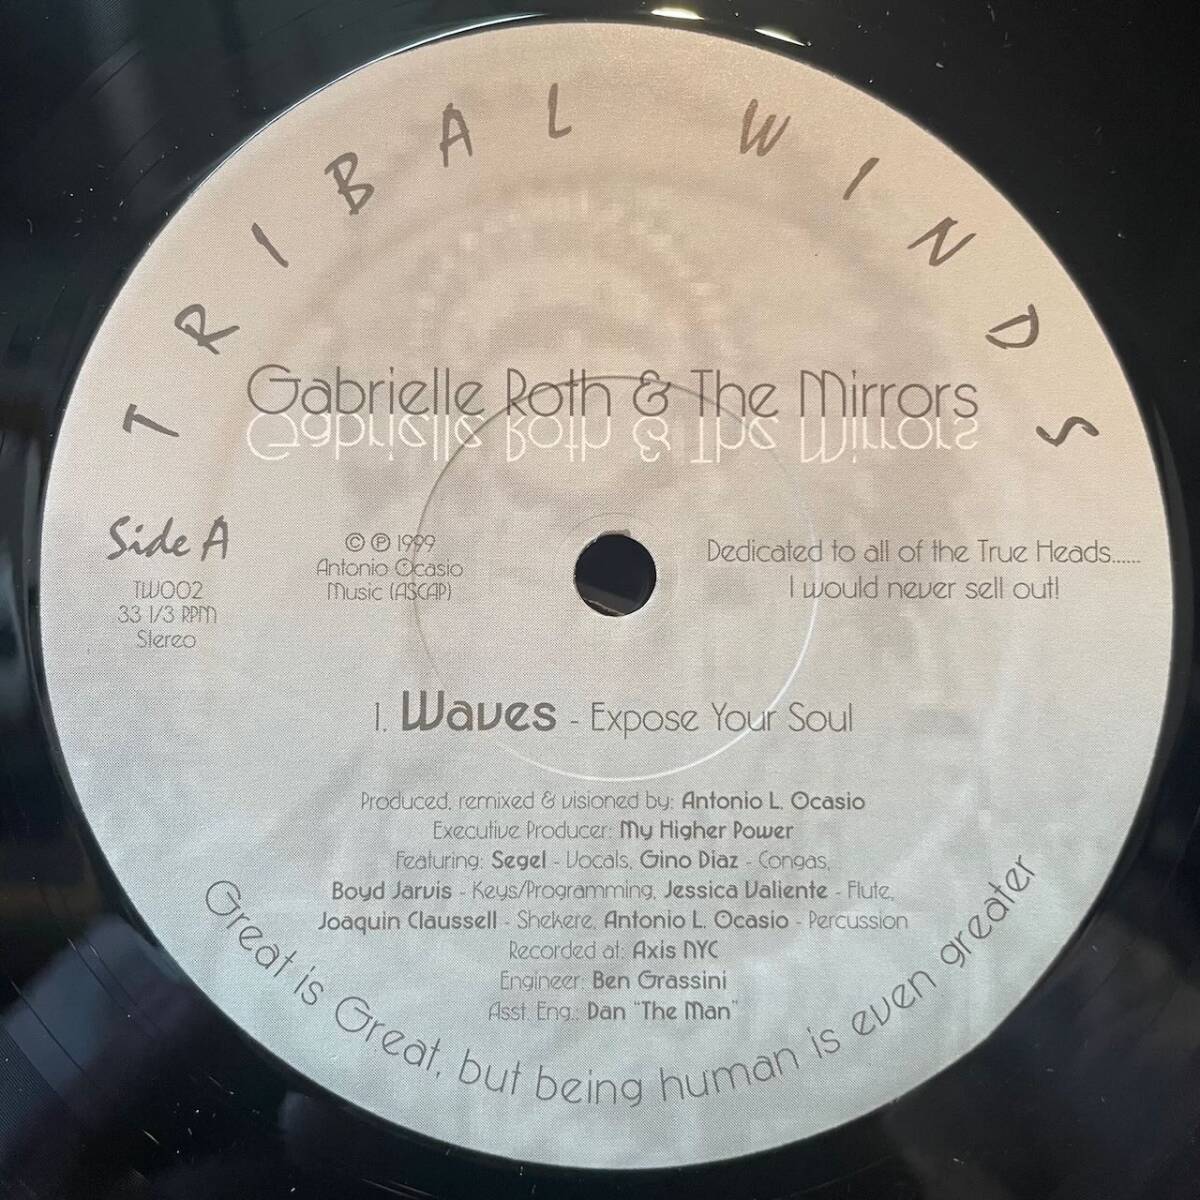 TRIBAL WINDS
Gabrielle Roth & The Mirrors
Gabrielle Roth & The Mirrors
Side A
TW002
33 1/3 RPM
Stereo
© ℗ 1999
Antonio Ocasio
Music (ASCAP)
Dedicated to all of the True Heads......
I would never sell out!
1. Waves - Expose Your Soul
Produced, remixed & visioned by: Antonio L. Ocasio
Executive Producer: My Higher Power
Featuring: Segel - Vocals, Gino Diaz - Congas,
Boyd Jarvis - Keys/Programming, Jessica Valiente - Flute,
Joaquin Claussell - Shekere, Antonio L. Ocasio - Percussion
Recorded at: Axis NYC
Engineer: Ben Grassini
Asst. Eng.: Dan "The Man"
Great is Great, but being human is even greater